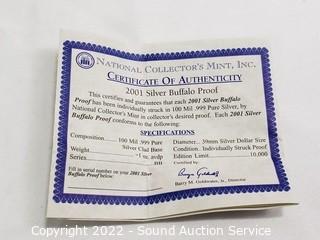 NATIONAL COLLECTOR'S MINT, INC.
CERTIFICATE OF AUTHENTICITY
2001 Silver Buffalo Proof
This certifies and guarantees that each 2001 Silver Buffalo
Proof has been individually struck in 100 Mil .999 Pure Silver, by
National Collector's Mint in collector's desired proof. Each 2001 Silver
Buffalo Proof conforms to the following:
SPECIFICATIONS
Composition 100 Mil .999 Pure Silver
Silver Clad Base
Weight avdp
Series
Diameter 39mm Silver Dollar Size
Condition Individually Struck Proof
Edition Limit 10,000
Certified by:
Fill in serial number on your 2001 Silver
Buffalo Proof below:
Barry M. Goldwater, Jr., Director
Copyright 2022 - Sound Auction Service